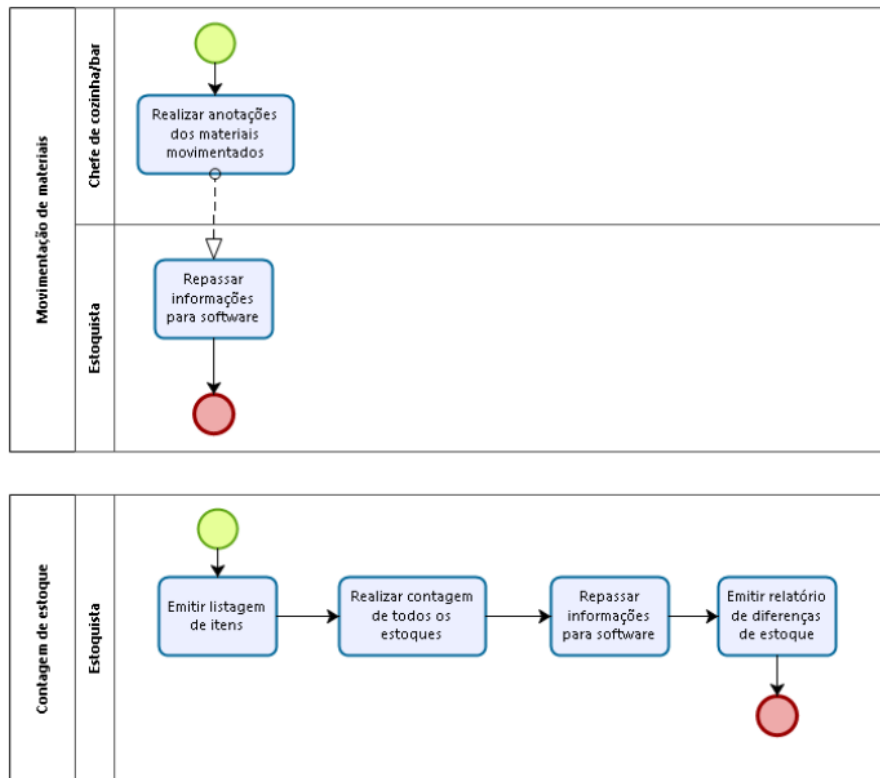 Movimentação de materiais
Chefe de cozinha/bar
Realizar anotações
dos materiais
movimentados
Estoquista
Repassar
informações
para software
Contagem de estoque
Estoquista
Emitir listagem
de itens
Realizar contagem
de todos os
estoques
Repassar
informações
para software
Emitir relatório
de diferenças
de estoque